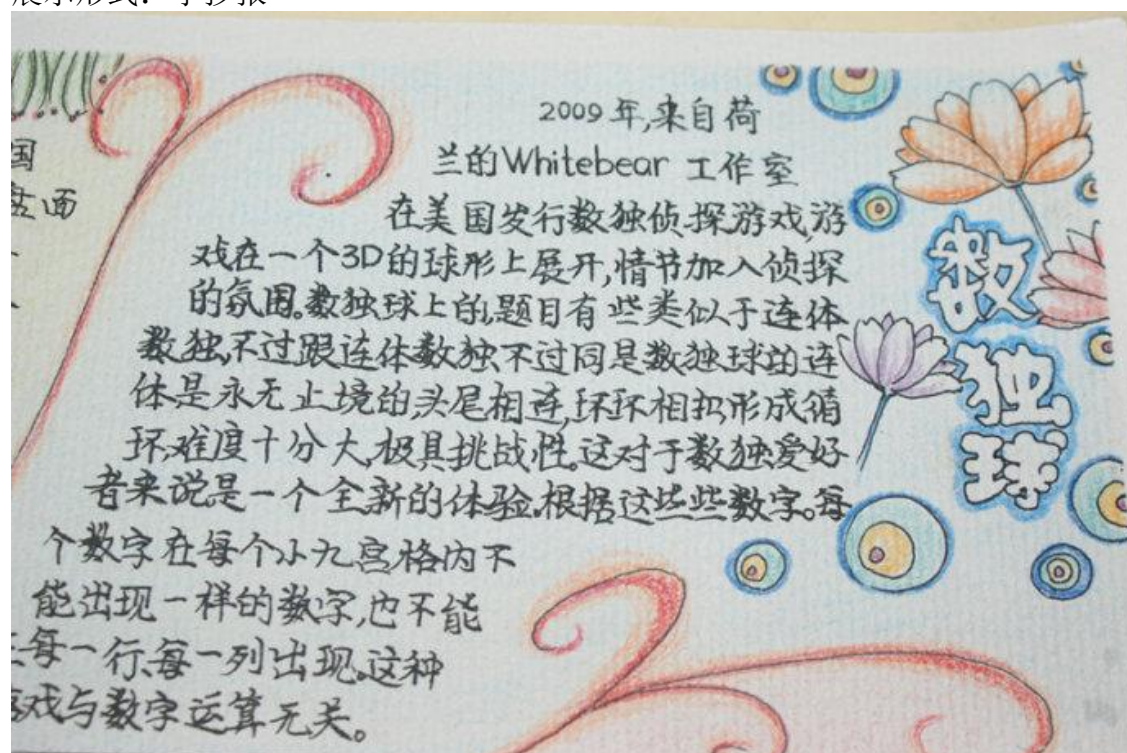 2009年,来自荷
兰的Whitebear 工作室
在美国发行数独侦探游戏,游
戏在一个3D的球形上展开,情节加入侦探
的氛围。数独球上的题目有些类似于连体
数独,不过跟连体数独不过同是数独球的连
体是永无止境的,头尾相连,环环相扣形成循
环,难度十分大,极具挑战性。这对于数独爱好
者来说是一个全新的体验.根据这些些数字。每
个数字在每个小九宫格内不
能出现一样的数字,也不能
每一行,每一列出现.这种
戏与数字运算无关。
数
独
球
国
面